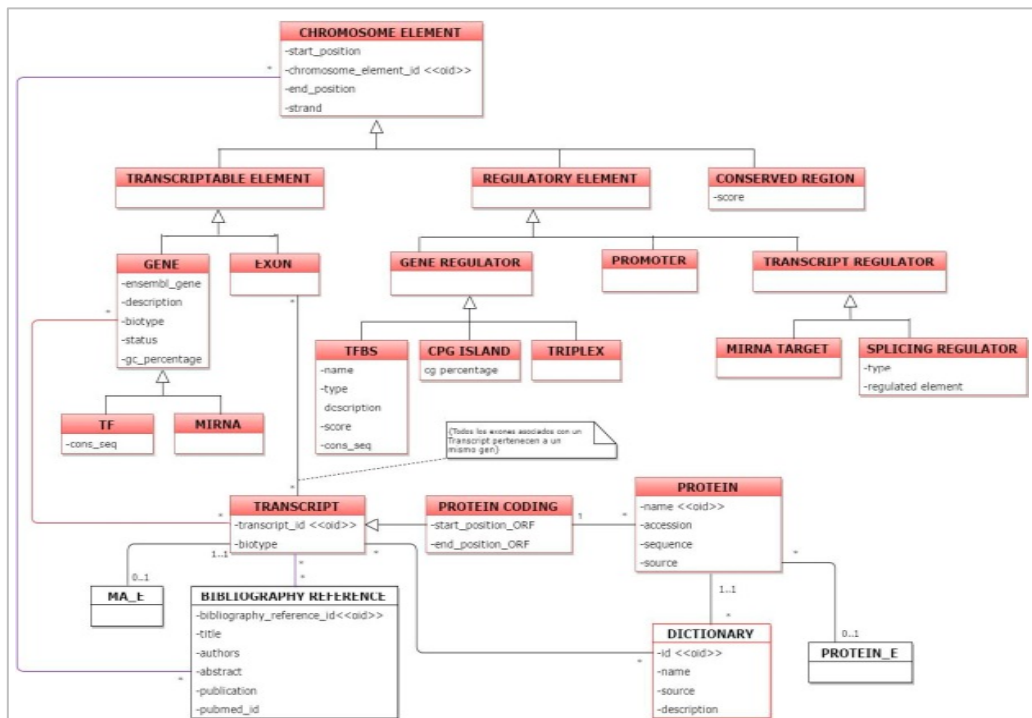 CHROMOSOME ELEMENT
-start_position
-chromosome_element_id <<oid>>
-end_position
-strand
*
TRANSCRIPTABLE ELEMENT
REGULATORY ELEMENT
CONSERVED REGION
-score
GENE
-ensembl_gene
-description
-biotype
-status
-gc_percentage
*
EXON
*
GENE REGULATOR
PROMOTER
TRANSCRIPT REGULATOR
TFBS
-name
-type
description
-score
-cons_seq
CPG ISLAND
cg percentage
TRIPLEX
MIRNA TARGET
SPLICING REGULATOR
-type
-regulated element
TF
-cons_seq
MIRNA
{Todos los exones asociados con un
Transcript pertenecen a un
mismo gen}
*
*
TRANSCRIPT
-transcript_id <<oid>>
-biotype
PROTEIN CODING
-start_position_ORF
-end_position_ORF
1
*
PROTEIN
-name <<oid>>
-accession
-sequence
-source
1..1
*
*
*
*
0..1
MA_E
BIBLIOGRAPHY REFERENCE
-bibliography_reference_id<<oid>>
-title
-authors
-abstract
-publication
-pubmed_id
*
1..1
*
DICTIONARY
-id <<oid>>
-name
-source
-description
*
0..1
PROTEIN_E